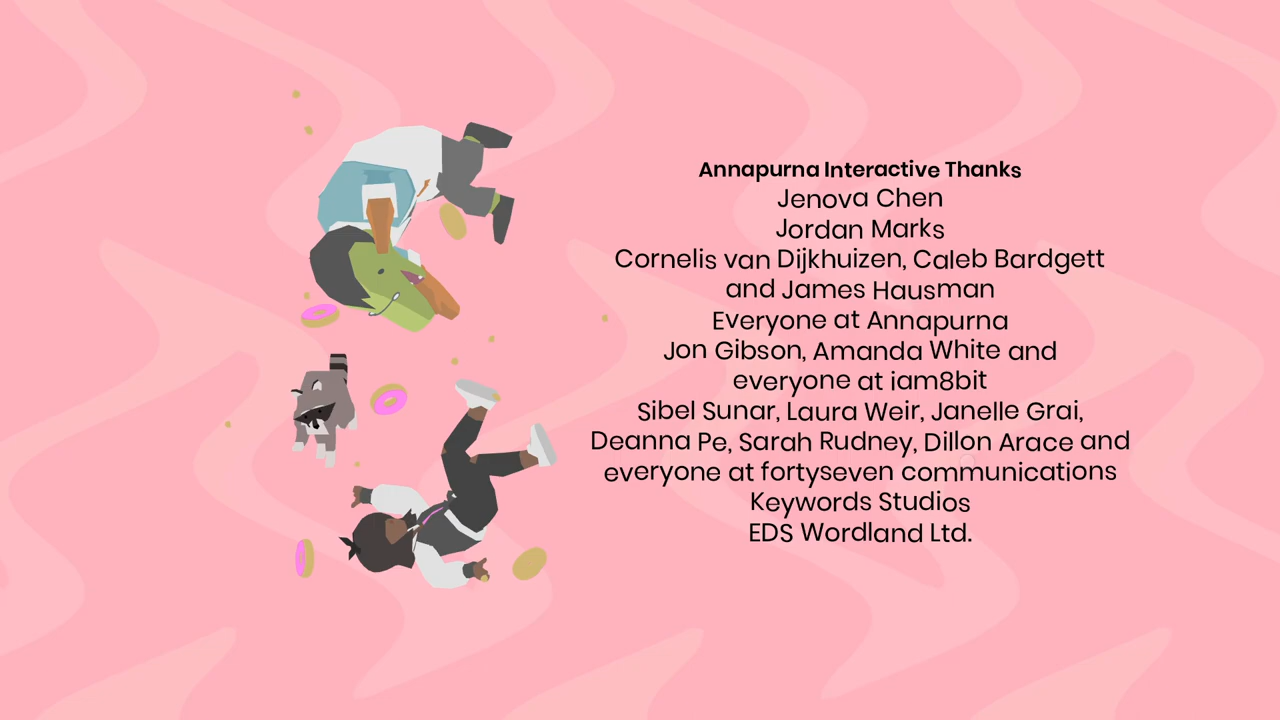 Annapurna Interactive Thanks
Jenova Chen
Jordan Marks
Cornelis van Dijkhuizen, Caleb Bardgett
and James Hausman
Everyone at Annapurna
Jon Gibson, Amanda White and
everyone at iam8bit
Sibel Sunar, Laura Weir, Janelle Grai,
Deanna Pe, Sarah Rudney, Dillon Arace and
everyone at fortyseven communications
Keywords Studios
EDS Wordland Ltd.